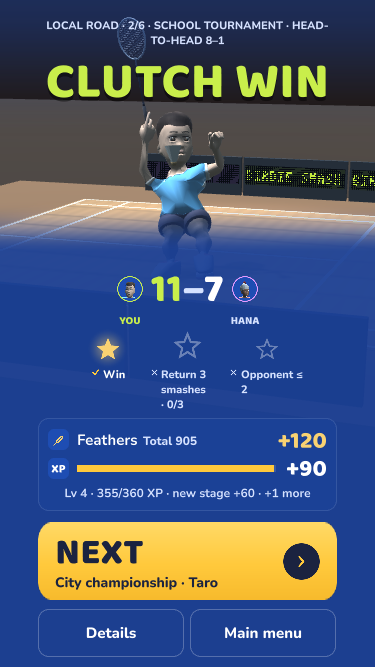 LOCAL ROAD · 2/6 · SCHOOL TOURNAMENT · HEAD-
TO-HEAD 8–1
CLUTCH WIN
11–7
YOU
HANA
Win
Return 3
smashes
· 0/3
Opponent ≤
2
Feathers Total 905
+120
XP
+90
Lv 4 · 355/360 XP · new stage +60 · +1 more
NEXT
City championship · Taro
Details
Main menu